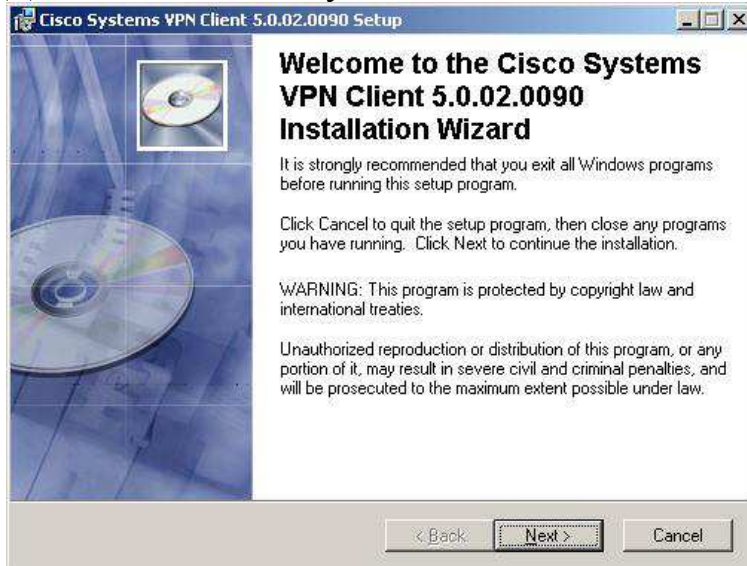 Cisco Systems VPN Client 5.0.02.0090 Setup
Welcome to the Cisco Systems
VPN Client 5.0.02.0090
Installation Wizard
It is strongly recommended that you exit all Windows programs
before running this setup program.
Click Cancel to quit the setup program, then close any programs
you have running. Click Next to continue the installation.
WARNING: This program is protected by copyright law and
international treaties.
Unauthorized reproduction or distribution of this program, or any
portion of it, may result in severe civil and criminal penalties, and
will be prosecuted to the maximum extent possible under law.
< Back Next > Cancel